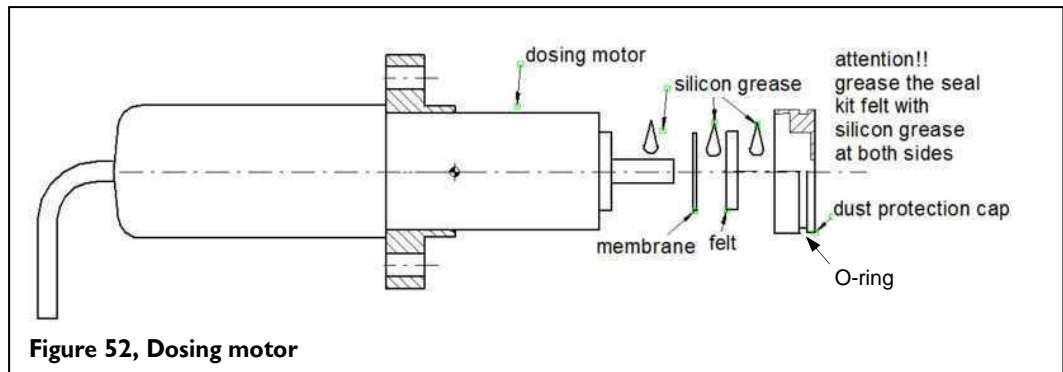 dosing motor
silicon grease
attention!!
grease the seal
kit felt with
silicon grease
at both sides
membrane
felt
dust protection cap
O-ring
Figure 52, Dosing motor